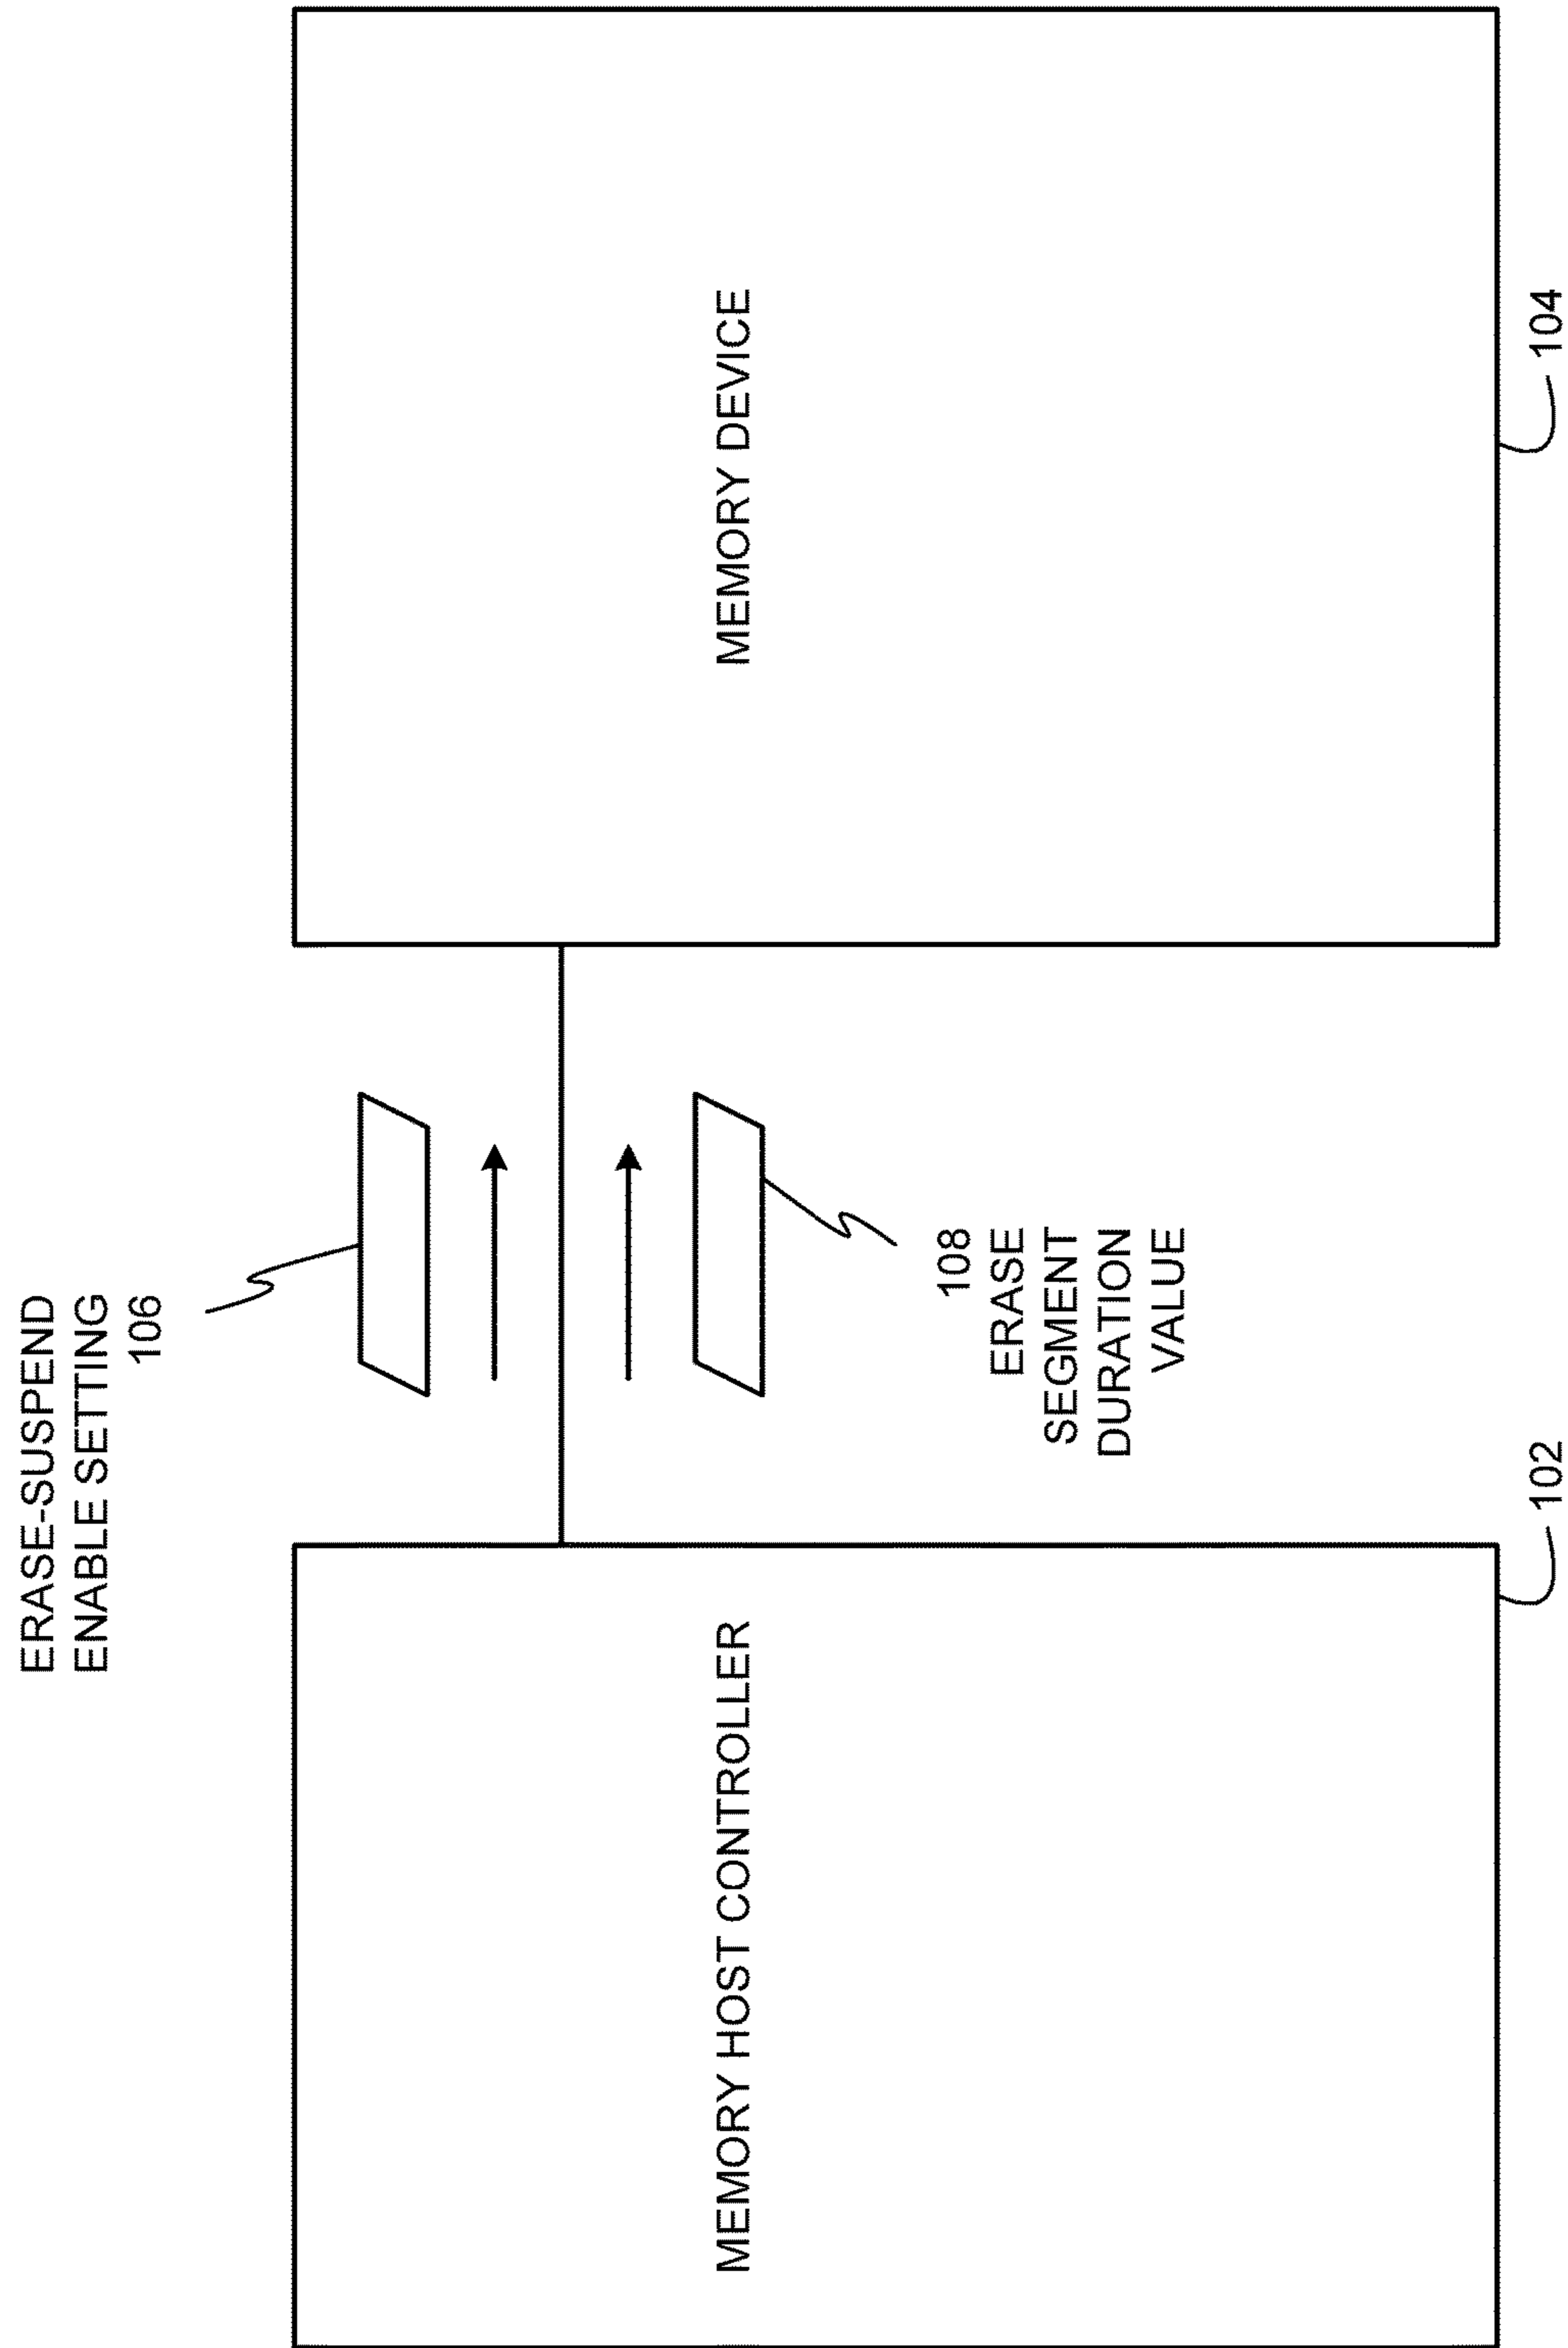 ERASE-SUSPEND
ENABLE SETTING
106
MEMORY HOST CONTROLLER
MEMORY DEVICE
108
ERASE
SEGMENT
DURATION
VALUE
102
104